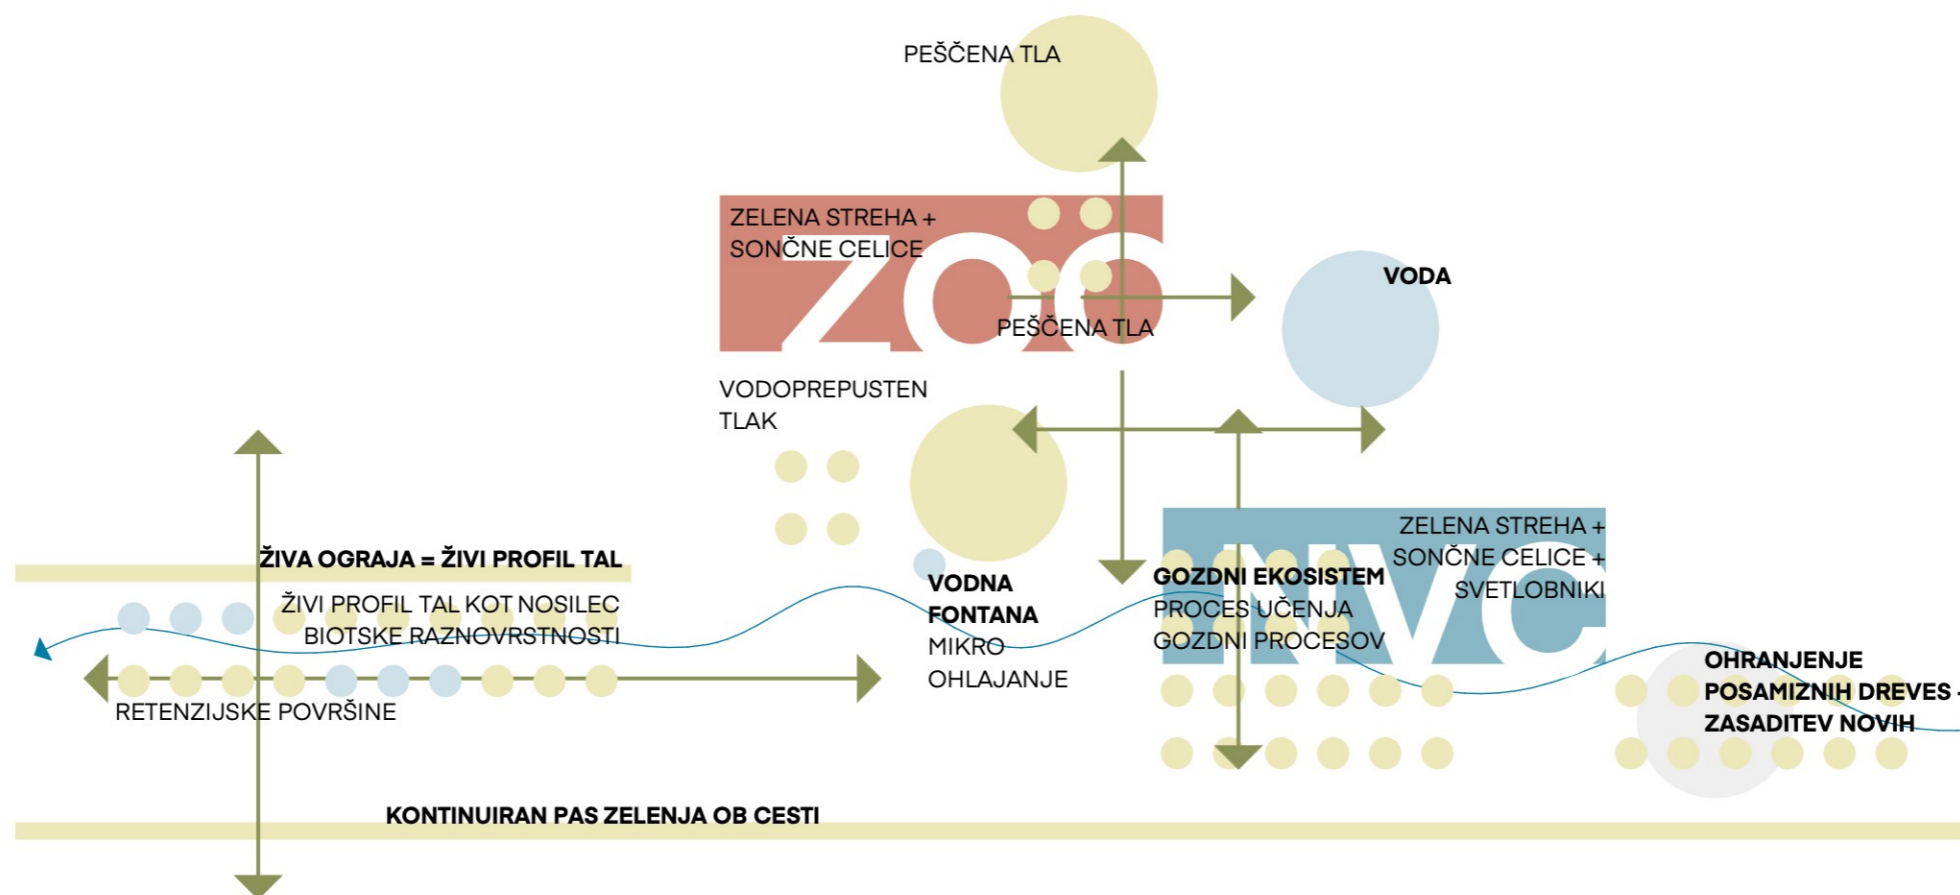 PEŠČENA TLA
ZELENA STREHA +
SONČNE CELICE
ZOO
PEŠČENA TLA
VODA
VODOPREPUSTEN
TLAK
ŽIVA OGRAJA = ŽIVI PROFIL TAL
ŽIVI PROFIL TAL KOT NOSILEC
BIOTSKE RAZNOVRSTNOSTI
RETENZIJSKE POVRŠINE
VODNA
FONTANA
MIKRO
OHLAJANJE
GOZDNI EKOSISTEM
PROCES UČENJA
GOZDNI PROCESOV
NVC
ZELENA STREHA +
SONČNE CELICE +
SVETLOBNIKI
OHRANJENJE
POSAMIZNIH DREVES -
ZASADITEV NOVIH
KONTINUIRAN PAS ZELENJA OB CESTI